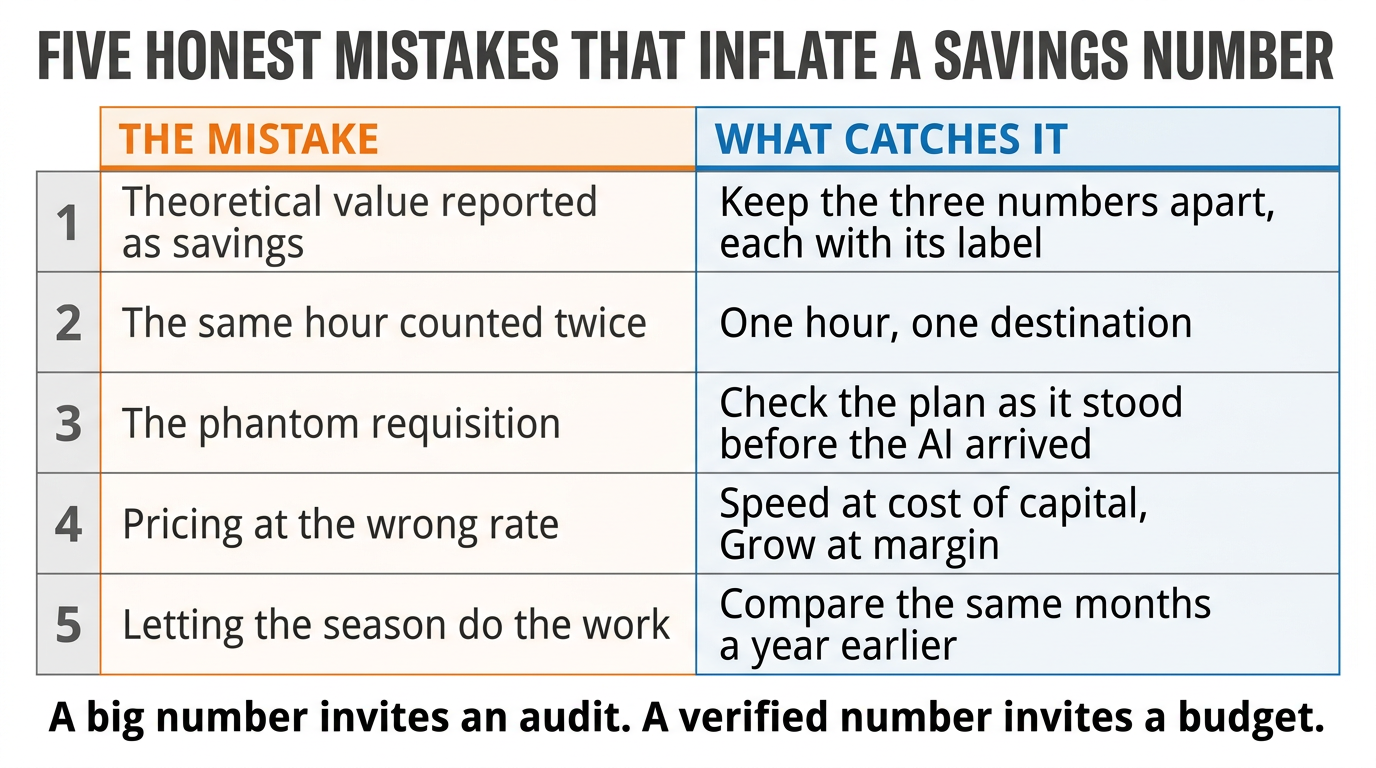 FIVE HONEST MISTAKES THAT INFLATE A SAVINGS NUMBER
THE MISTAKE
WHAT CATCHES IT
1
Theoretical value reported
as savings
Keep the three numbers apart,
each with its label
2
The same hour counted twice
One hour, one destination
3
The phantom requisition
Check the plan as it stood
before the AI arrived
4
Pricing at the wrong rate
Speed at cost of capital,
Grow at margin
5
Letting the season do the work
Compare the same months
a year earlier
A big number invites an audit. A verified number invites a budget.